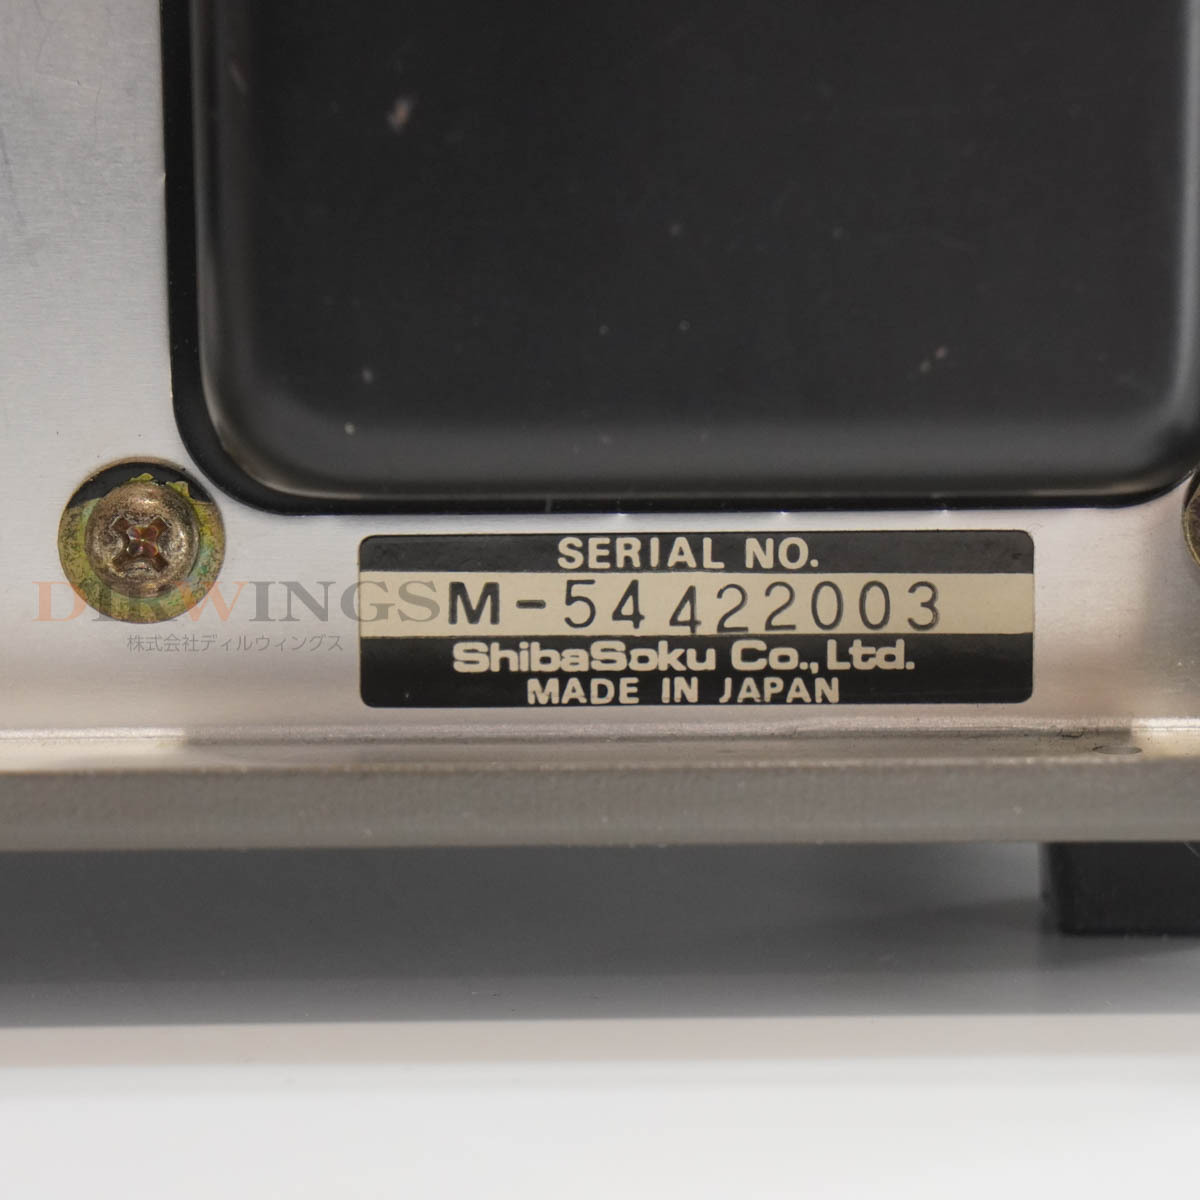 SERIAL NO.
M-54422003
ShibaSoku Co., Ltd.
MADE IN JAPAN
DIRWINGS
株式会社ディルウィングス